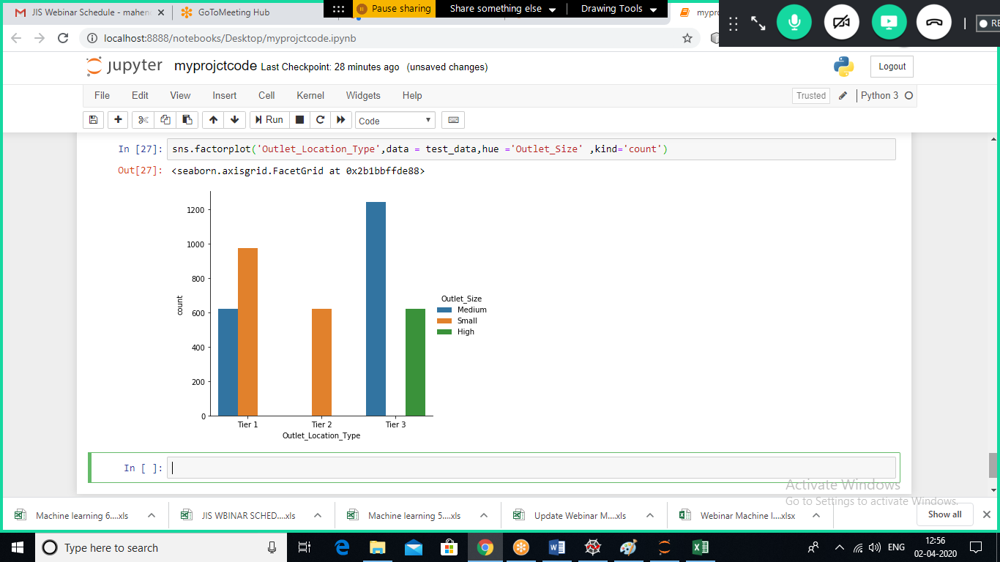 JIS Webinar Schedule - mahen
GoToMeeting Hub
Pause sharing
Share something else
Drawing Tools
mypro
RE
localhost:8888/notebooks/Desktop/myprojctcode.ipynb
jupyter myprojctcode Last Checkpoint: 28 minutes ago (unsaved changes)
Logout
File Edit View Insert Cell Kernel Widgets Help
Trusted
Python 3
Run
Code
In [27]: sns.factorplot('Outlet_Location_Type',data = test_data,hue ='Outlet_Size' ,kind='count')
Out[27]: <seaborn.axisgrid.FacetGrid at 0x2b1bbffde88>
1200
1000
800
600
400
200
0
count
Tier 1 Tier 2 Tier 3
Outlet_Location_Type
Outlet_Size
Medium
Small
High
In [ ]:
Activate Windows
Go to Settings to activate Windows.
Machine learning 6....xls
JIS WBINAR SCHED....xls
Machine learning 5....xls
Update Webinar M....xls
Webinar Machine l....xlsx
Show all
Type here to search
ENG
12:56
02-04-2020